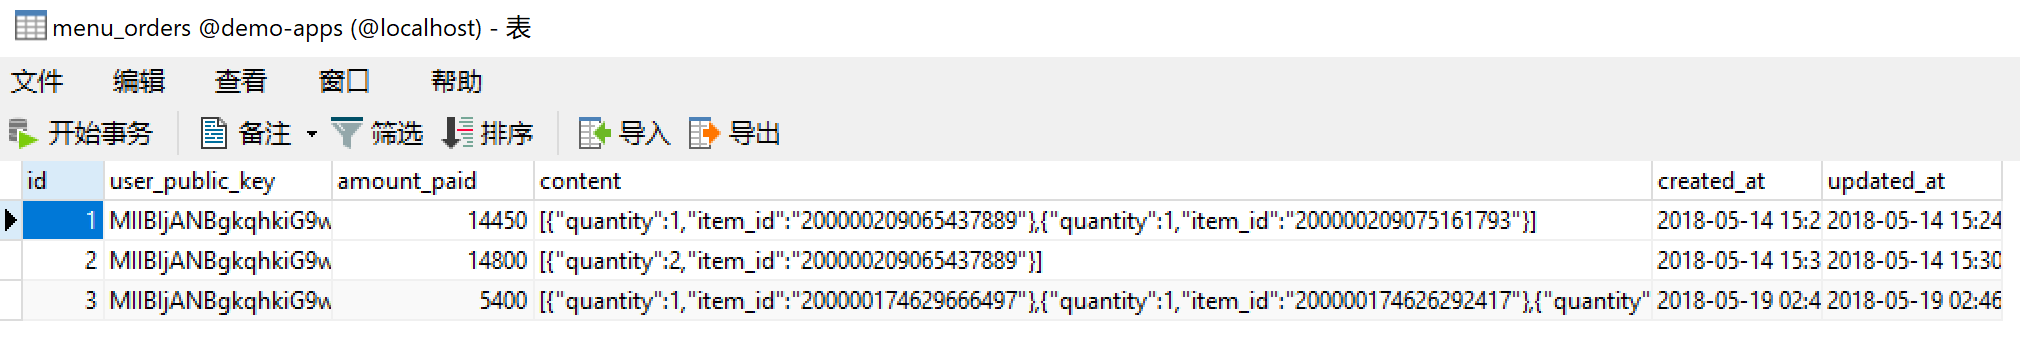 menu_orders @demo-apps (@localhost) - 表
文件 编辑 查看 窗口 帮助
开始事务 备注 筛选 排序 导入 导出
id user_public_key amount_paid content created_at updated_at
1 MIIBIjANBgkqhkiG9w 14450 [{"quantity":1,"item_id":"200000209065437889"},{"quantity":1,"item_id":"200000209075161793"}] 2018-05-14 15:2 2018-05-14 15:24
2 MIIBIjANBgkqhkiG9w 14800 [{"quantity":2,"item_id":"200000209065437889"}] 2018-05-14 15:3 2018-05-14 15:30
3 MIIBIjANBgkqhkiG9w 5400 [{"quantity":1,"item_id":"200000174629666497"},{"quantity":1,"item_id":"200000174626292417"},{"quantity" 2018-05-19 02:4 2018-05-19 02:46